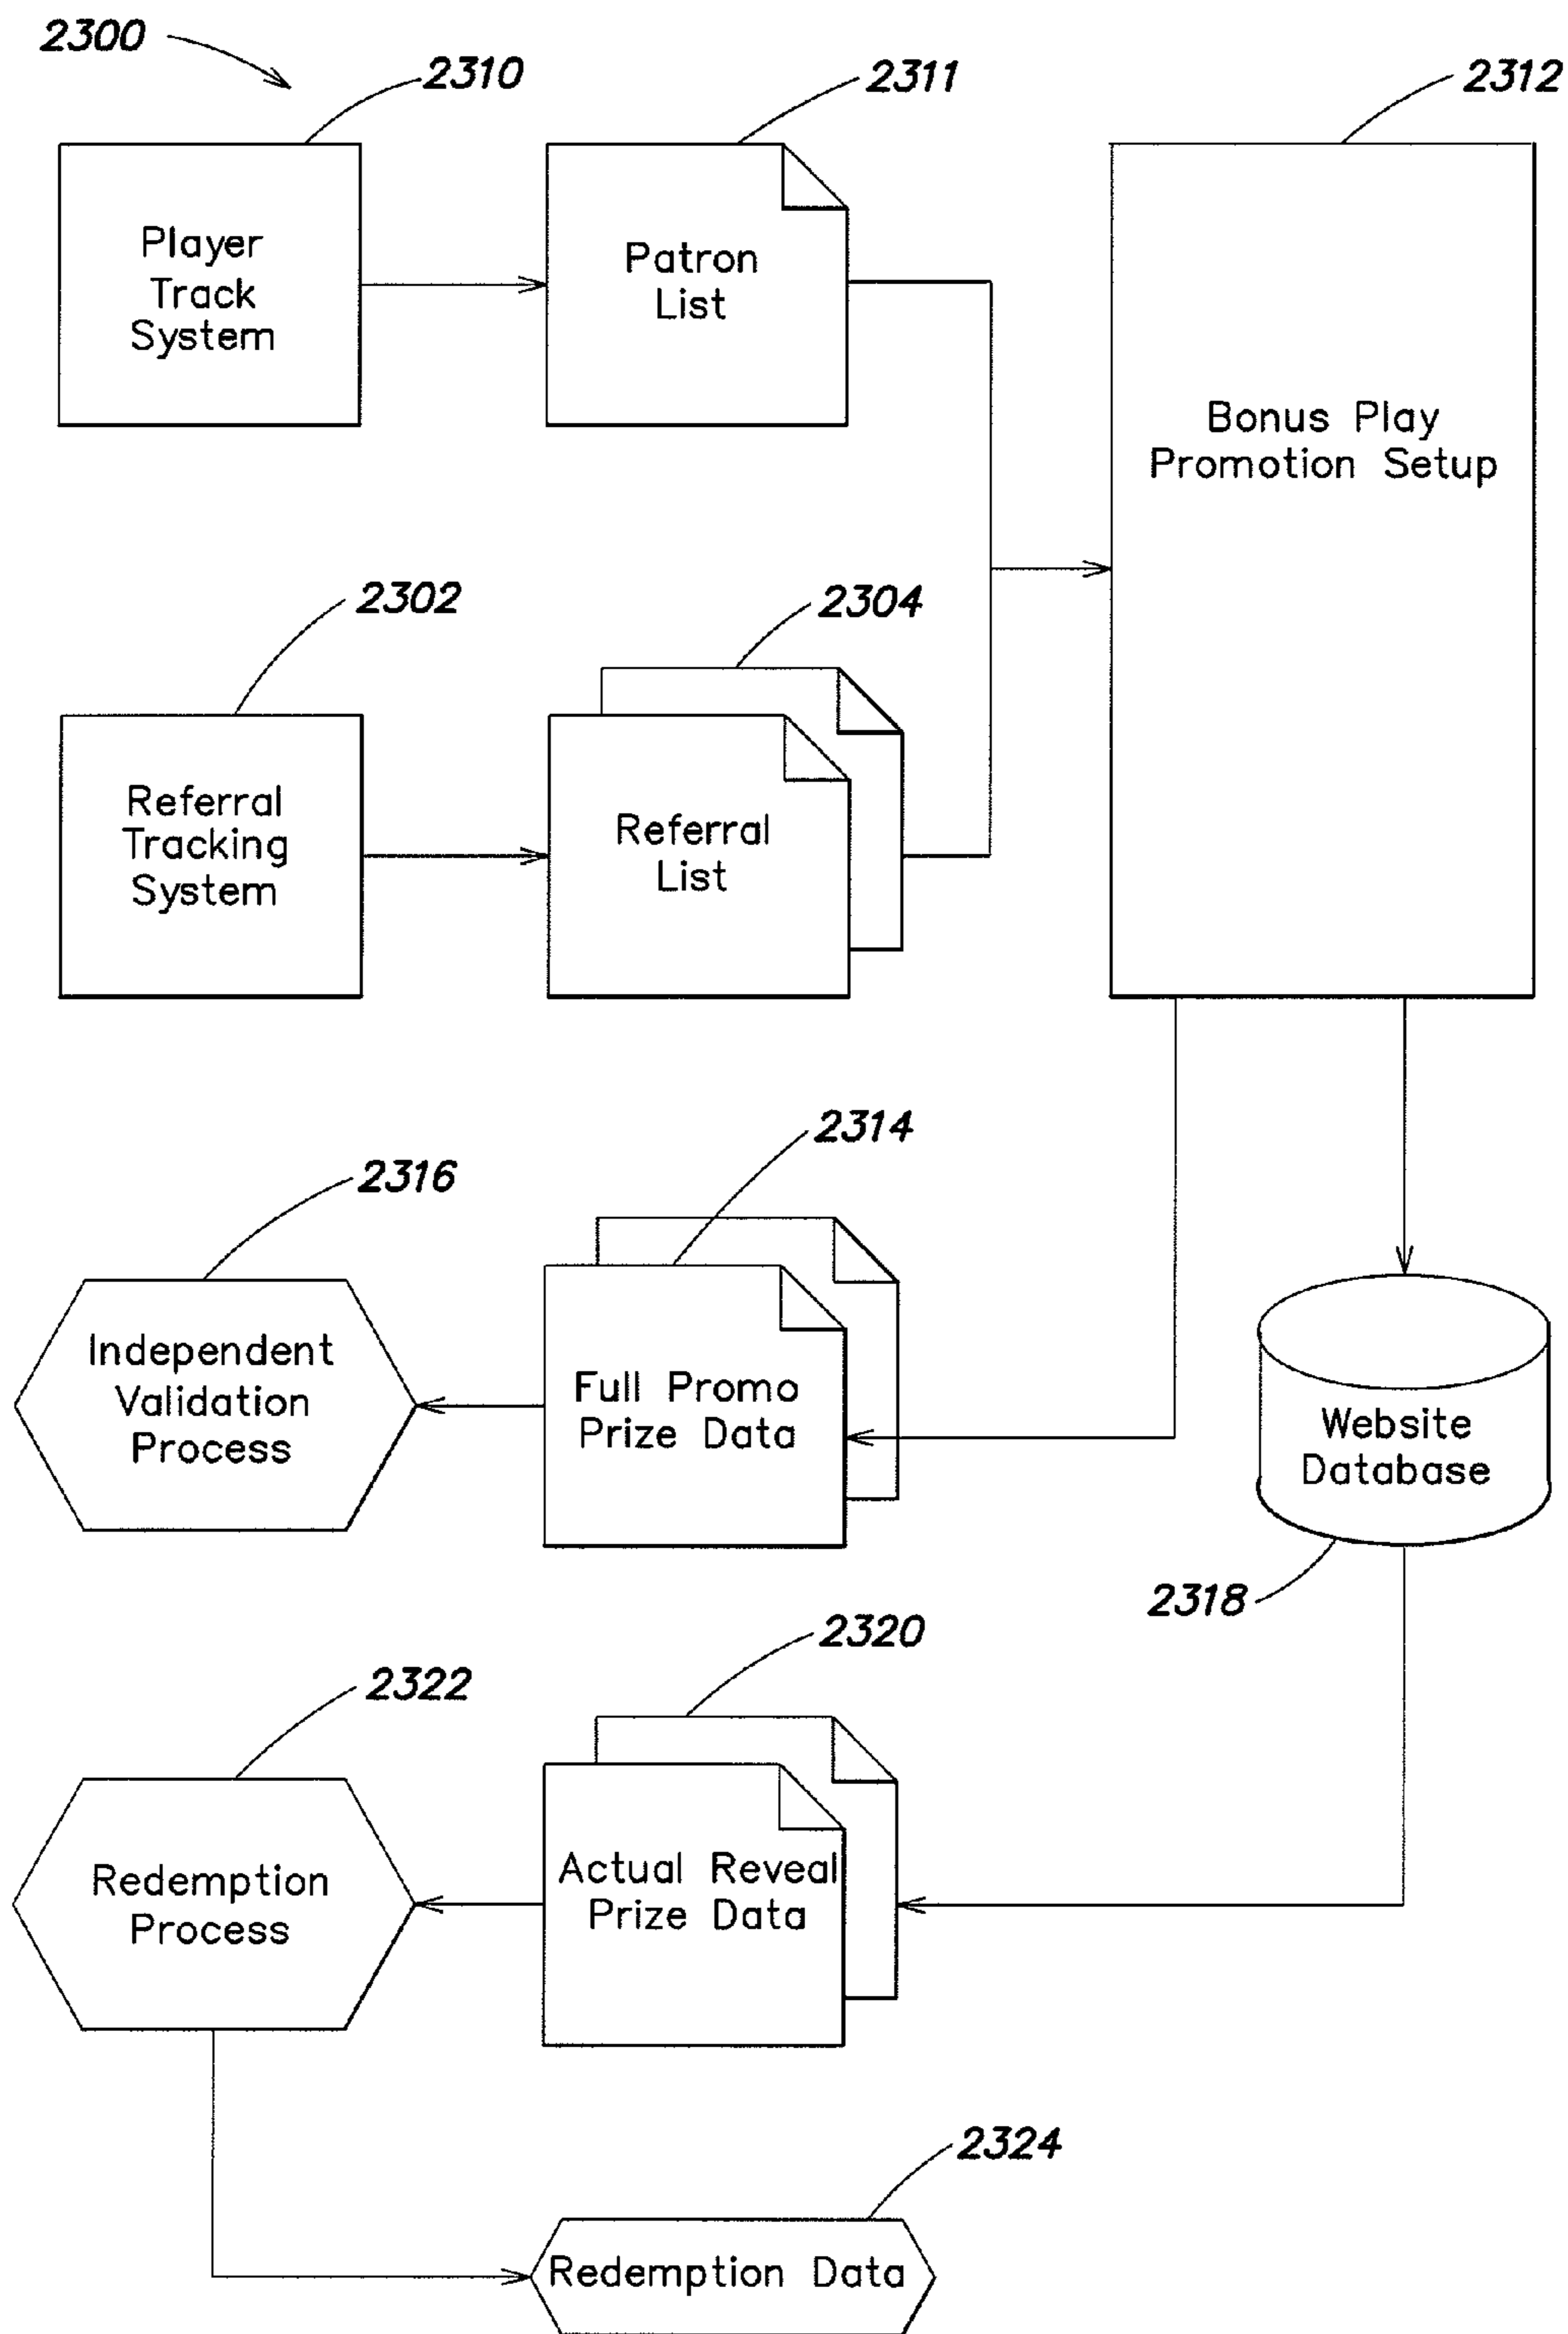 2300
2310
2311
2312
Player
Track
System
Patron
List
Bonus Play
Promotion Setup
2302
2304
Referral
Tracking
System
Referral
List
2316
2314
Independent
Validation
Process
Full Promo
Prize Data
Website
Database
2318
2322
2320
Redemption
Process
Actual Reveal
Prize Data
2324
Redemption Data